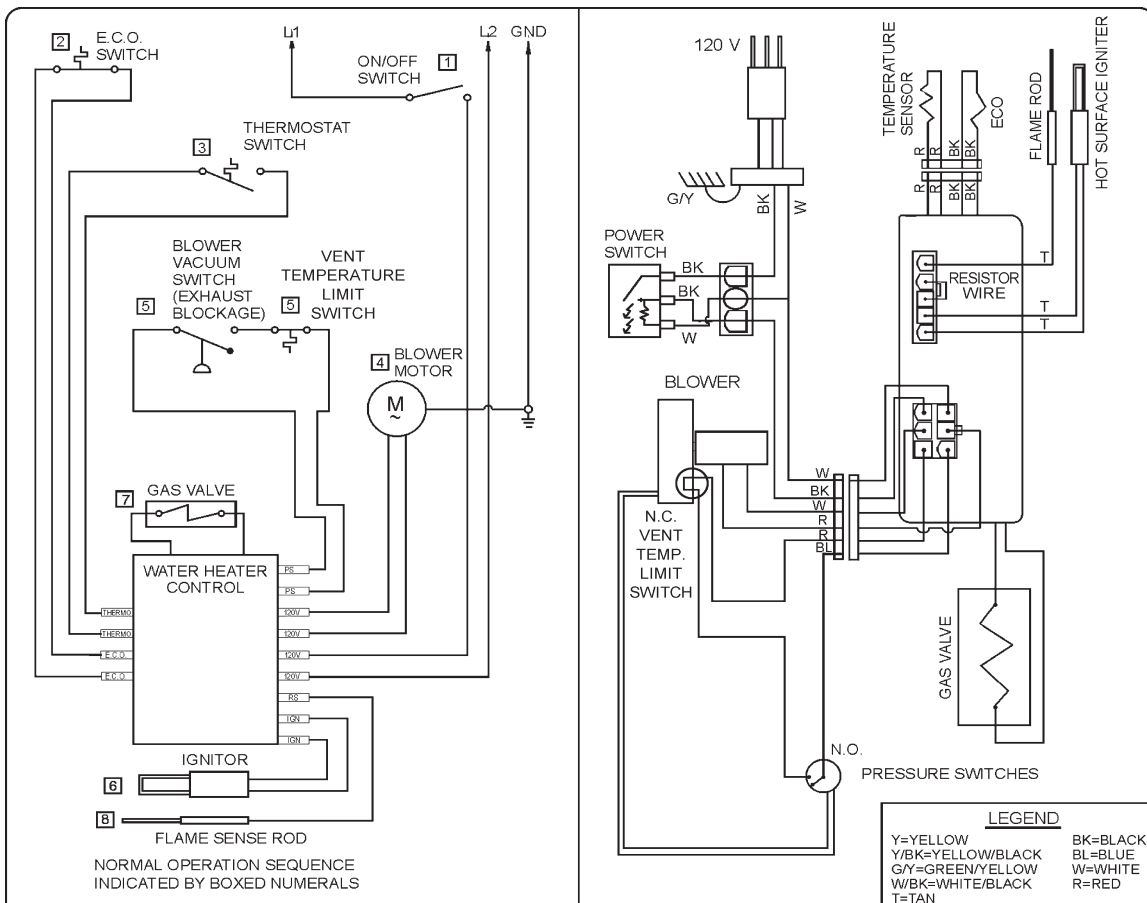 2
E.C.O.
SWITCH
L1
L2
GND
ON/OFF
SWITCH
1
THERMOSTAT
SWITCH
3
BLOWER
VACUUM
SWITCH
(EXHAUST
BLOCKAGE)
5
VENT
TEMPERATURE
LIMIT
SWITCH
5
4
BLOWER
MOTOR
M
~
7
GAS VALVE
WATER HEATER
CONTROL
THERMO
THERMO
E.C.O.
E.C.O.
PS
PS
120V
120V
120V
120V
RS
IGN
IGN
IGNITOR
6
8
FLAME SENSE ROD
NORMAL OPERATION SEQUENCE
INDICATED BY BOXED NUMERALS
120 V
G/Y
BK
W
POWER
SWITCH
BK
BK
W
TEMPERATURE
SENSOR
ECO
FLAME ROD
HOT SURFACE IGNITER
R
R
BK
BK
R
R
BK
BK
T
RESISTOR
WIRE
T
T
BLOWER
W
BK
W
R
R
BL
N.C.
VENT
TEMP.
LIMIT
SWITCH
GAS VALVE
N.O.
PRESSURE SWITCHES
LEGEND
Y=YELLOW BK=BLACK
Y/BK=YELLOW/BLACK BL=BLUE
G/Y=GREEN/YELLOW W=WHITE
W/BK=WHITE/BLACK R=RED
T=TAN